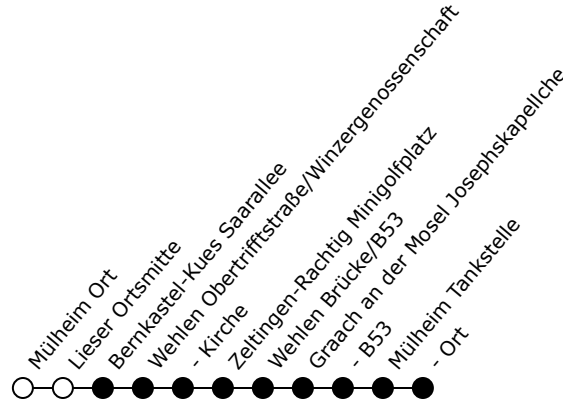 Mülheim Ort
Lieser Ortsmitte
Bernkastel-Kues Saarallee
Wehlen Obertrifftstraße/Winzergenossenschaft
- Kirche
Zeltingen-Rachtig Minigolfplatz
Wehlen Brücke/B53
Graach an der Mosel Josephskapellche
- B53
Mülheim Tankstelle
- Ort